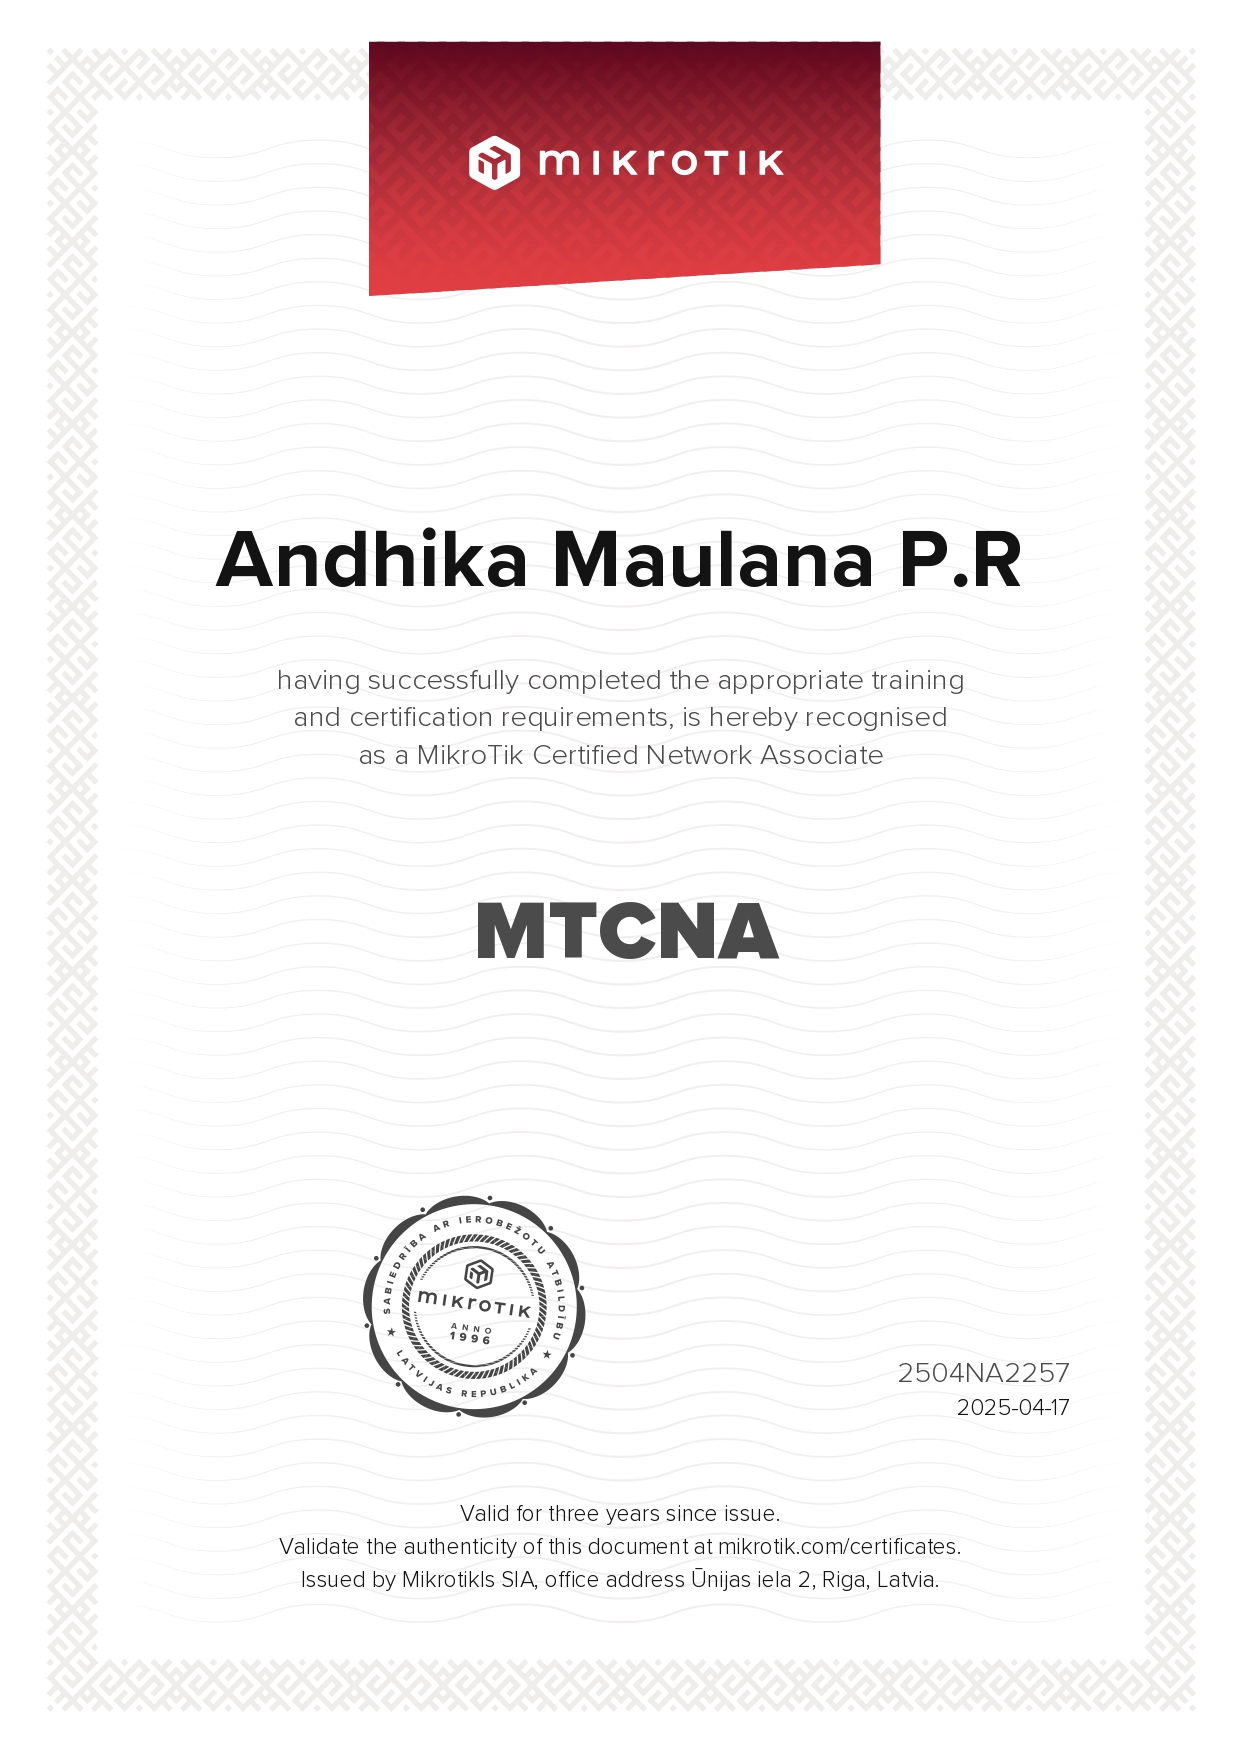 mikrotik
Andhika Maulana P.R
having successfully completed the appropriate training
and certification requirements, is hereby recognised
as a MikroTik Certified Network Associate
MTCNA
SABIEDRĪBA AR IEROBEŽOTU ATBILDĪBU
mikrotik
ANNO
1996
★ LATVIJAS REPUBLIKA ★
2504NA2257
2025-04-17
Valid for three years since issue.
Validate the authenticity of this document at mikrotik.com/certificates.
Issued by Mikrotikls SIA, office address Ūnijas iela 2, Riga, Latvia.